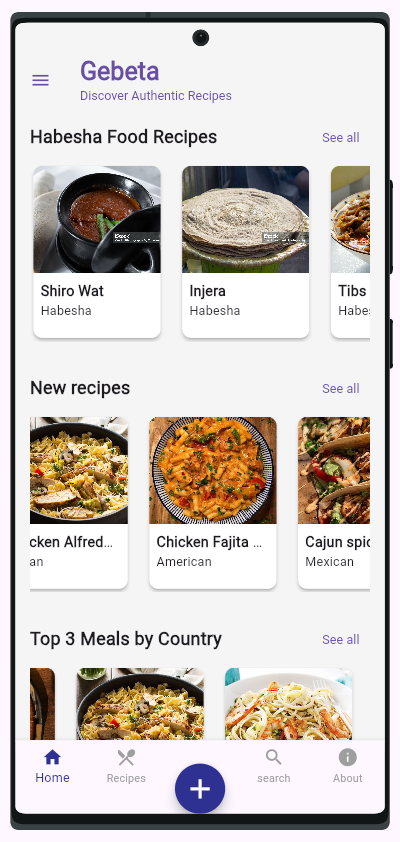 Gebeta
Discover Authentic Recipes
Habesha Food Recipes
See all
iStock
iStock
Shiro Wat
Injera
Tibs
Habesha
Habesha
Habes
New recipes
See all
cken Alfred...
Chicken Fajita ...
Cajun spic
an
American
Mexican
Top 3 Meals by Country
See all
Home
Recipes
search
About